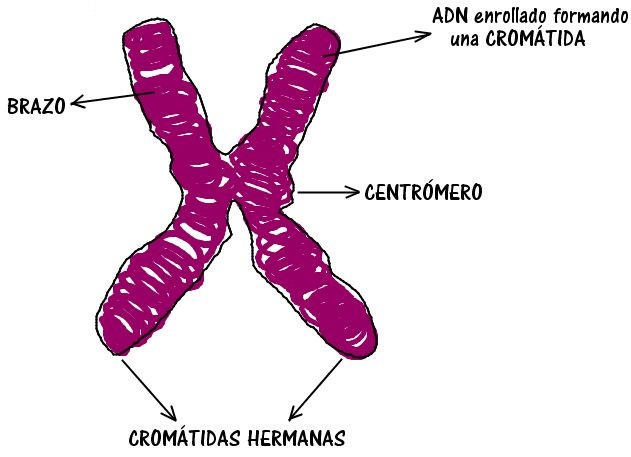 ADN enrollado formando
una CROMÁTIDA
BRAZO
CENTRÓMERO
CROMÁTIDAS HERMANAS